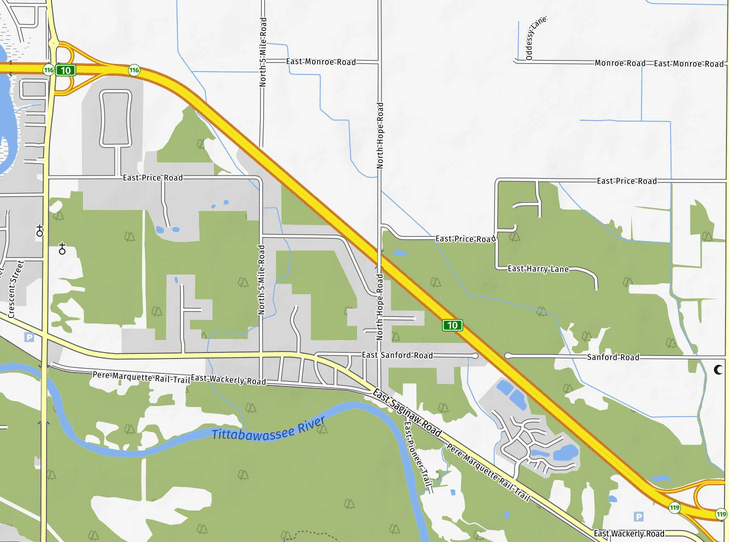 Oddessy Lane
North 5 Mile Road
East Monroe Road
Monroe Road
East Monroe Road
116
10
116
North Hope Road
East Price Road
East Price Road
East Price Road
Crescent Street
East Harry Lane
North 5 Mile Road
North Hope Road
10
P
East Sanford Road
Sanford Road
Pere Marquette Rail-Trail
East Wackerly Road
East Saginaw Road
Tittabawassee River
East Pioneer Trail
Pere Marquette Rail-Trail
119
119
P
East Wackerly Road